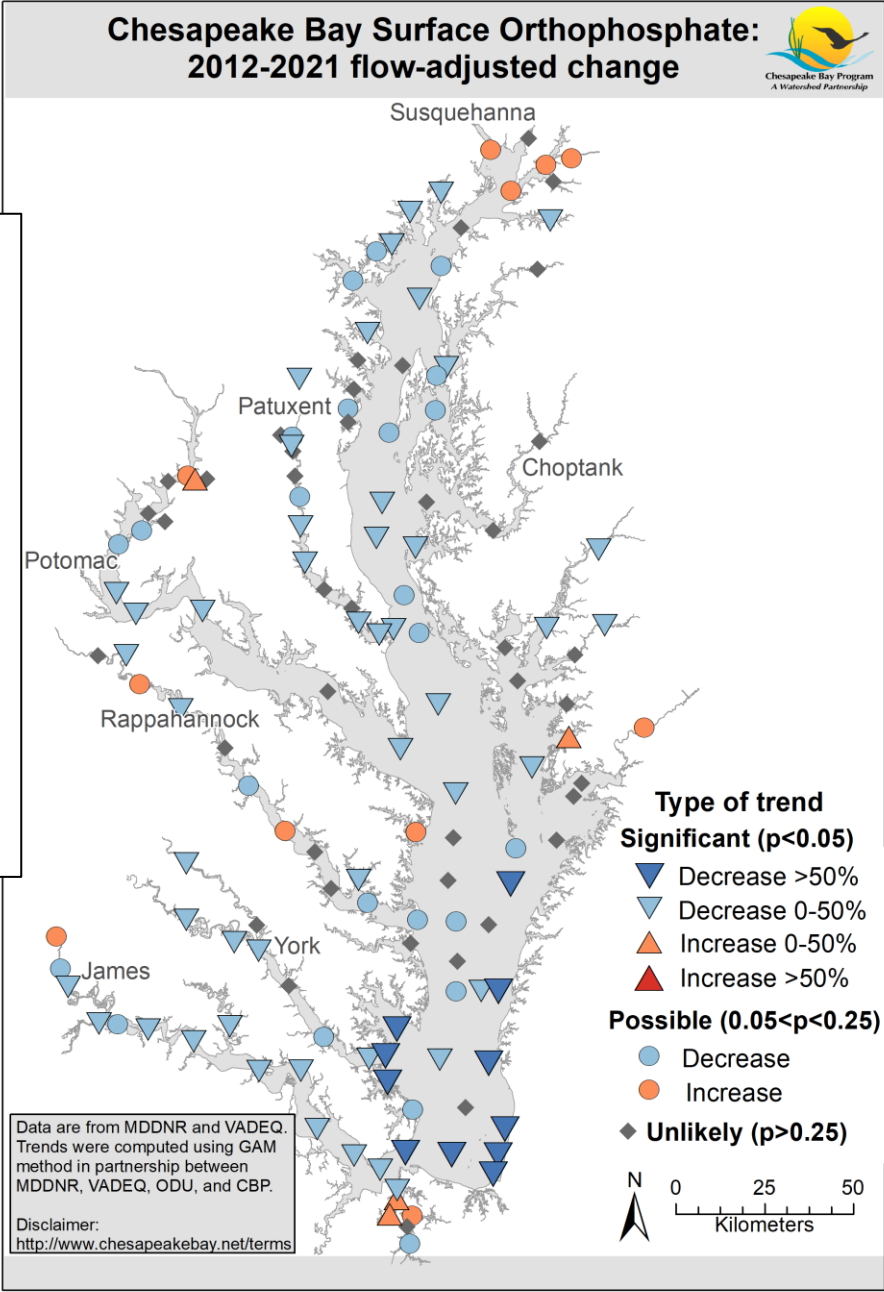 Chesapeake Bay Surface Orthophosphate:
2012-2021 flow-adjusted change
Chesapeake Bay Program
A Watershed Partnership
Susquehanna
Patuxent
Choptank
Potomac
Rappahannock
York
James
Type of trend
Significant (p<0.05)
Decrease >50%
Decrease 0-50%
Increase 0-50%
Increase >50%
Possible (0.05<p<0.25)
Decrease
Increase
Unlikely (p>0.25)
N
0 25 50
Kilometers
Data are from MDDNR and VADEQ.
Trends were computed using GAM
method in partnership between
MDDNR, VADEQ, ODU, and CBP.
Disclaimer:
http://www.chesapeakebay.net/terms